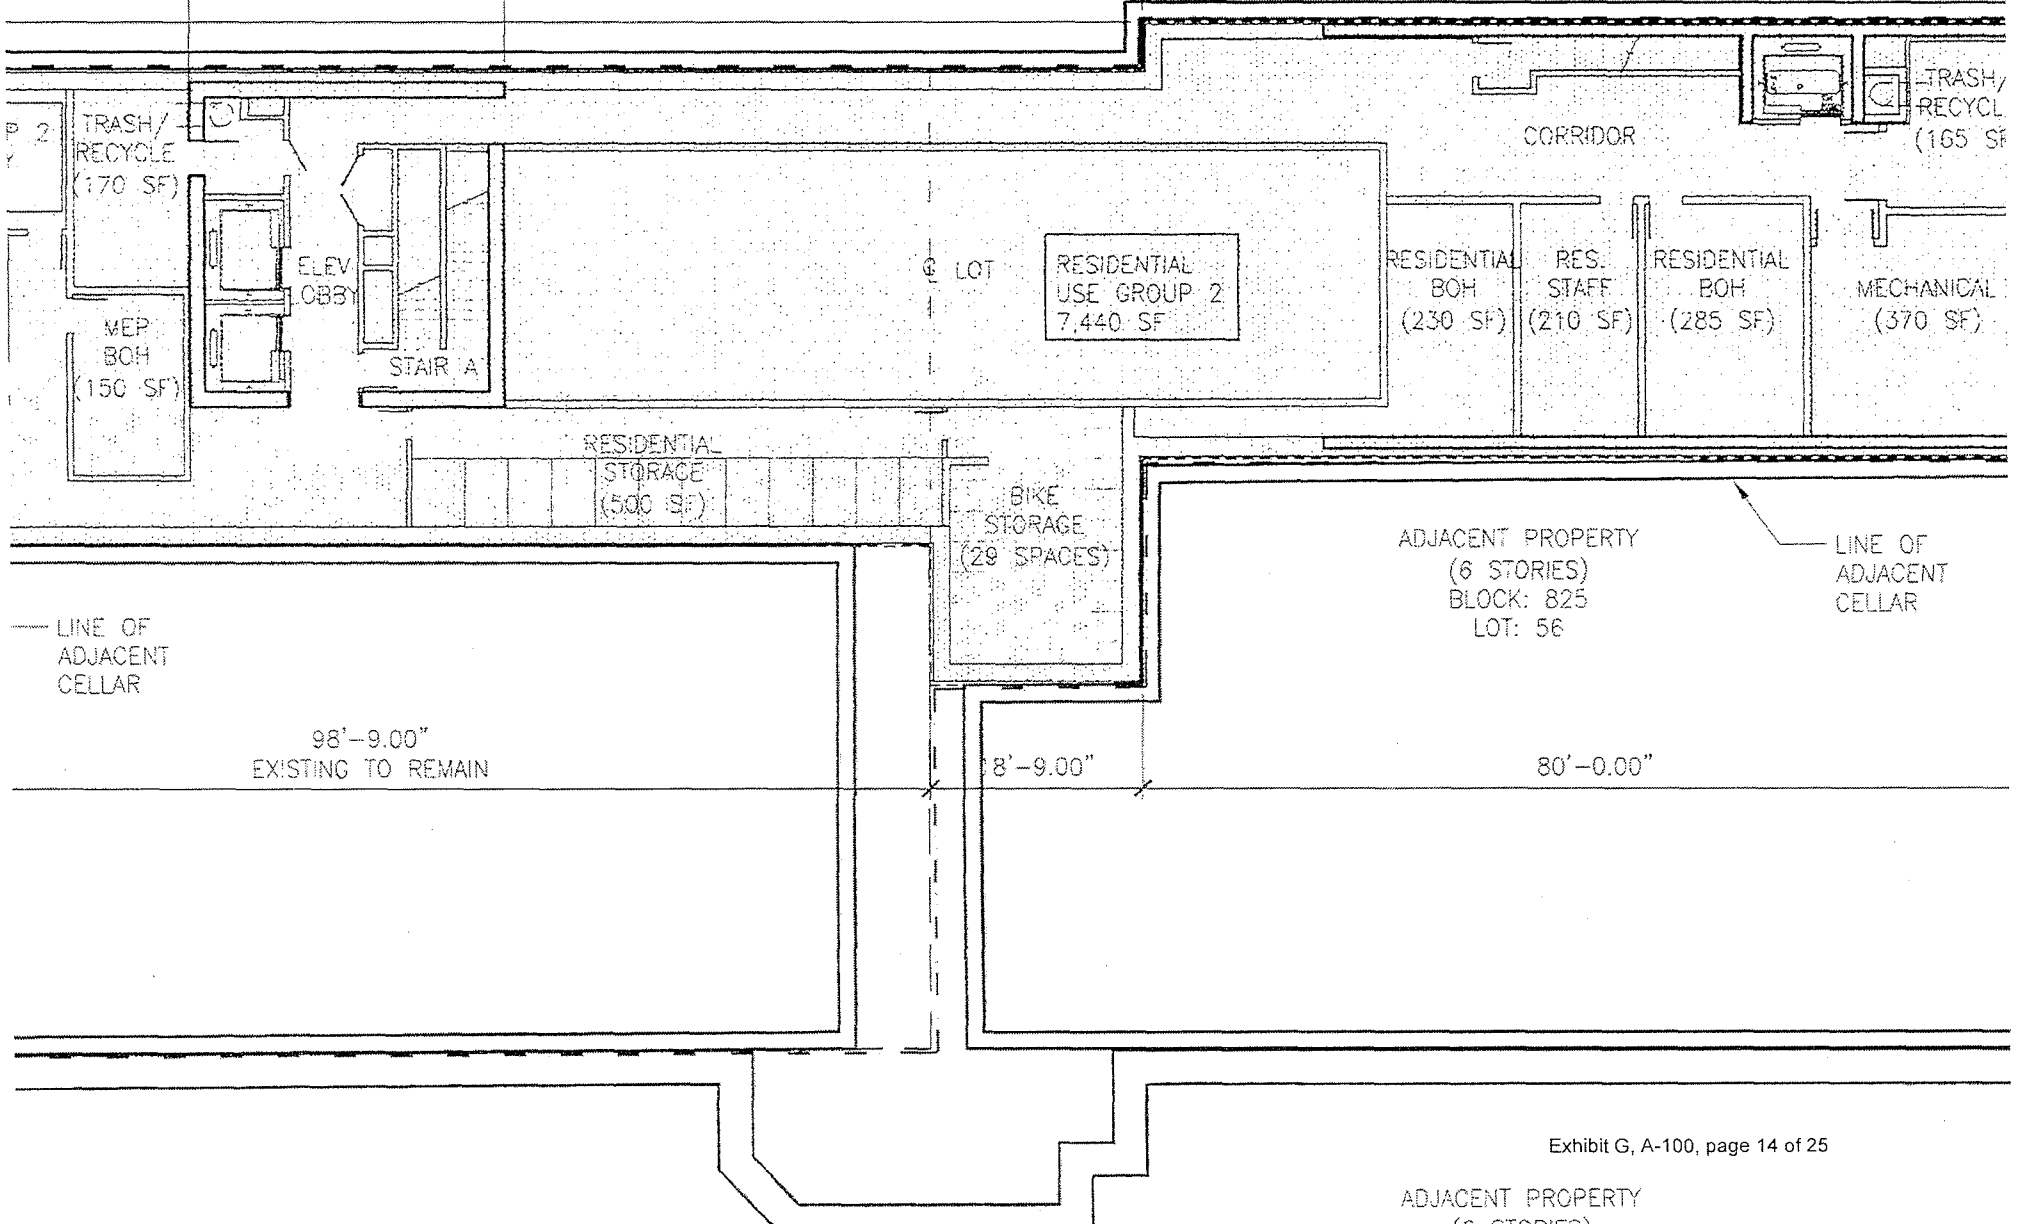 P 2
TRASH/
RECYCLE
(170 SF)
CORRIDOR
TRASH/
RECYCL
(165 SF
ELEV
OBBY
℄ LOT
RESIDENTIAL
USE GROUP 2
7,440 SF
RESIDENTIAL
BOH
(230 SF)
RES.
STAFF
(210 SF)
RESIDENTIAL
BOH
(285 SF)
MECHANICAL
(370 SF)
MEP
BOH
(150 SF)
STAIR A
RESIDENTIAL
STORAGE
(500 SF)
BIKE
STORAGE
(29 SPACES)
ADJACENT PROPERTY
(6 STORIES)
BLOCK: 825
LOT: 56
LINE OF
ADJACENT
CELLAR
LINE OF
ADJACENT
CELLAR
98'-9.00"
EXISTING TO REMAIN
8'-9.00"
80'-0.00"
Exhibit G, A-100, page 14 of 25
ADJACENT PROPERTY
(6 STORIES)